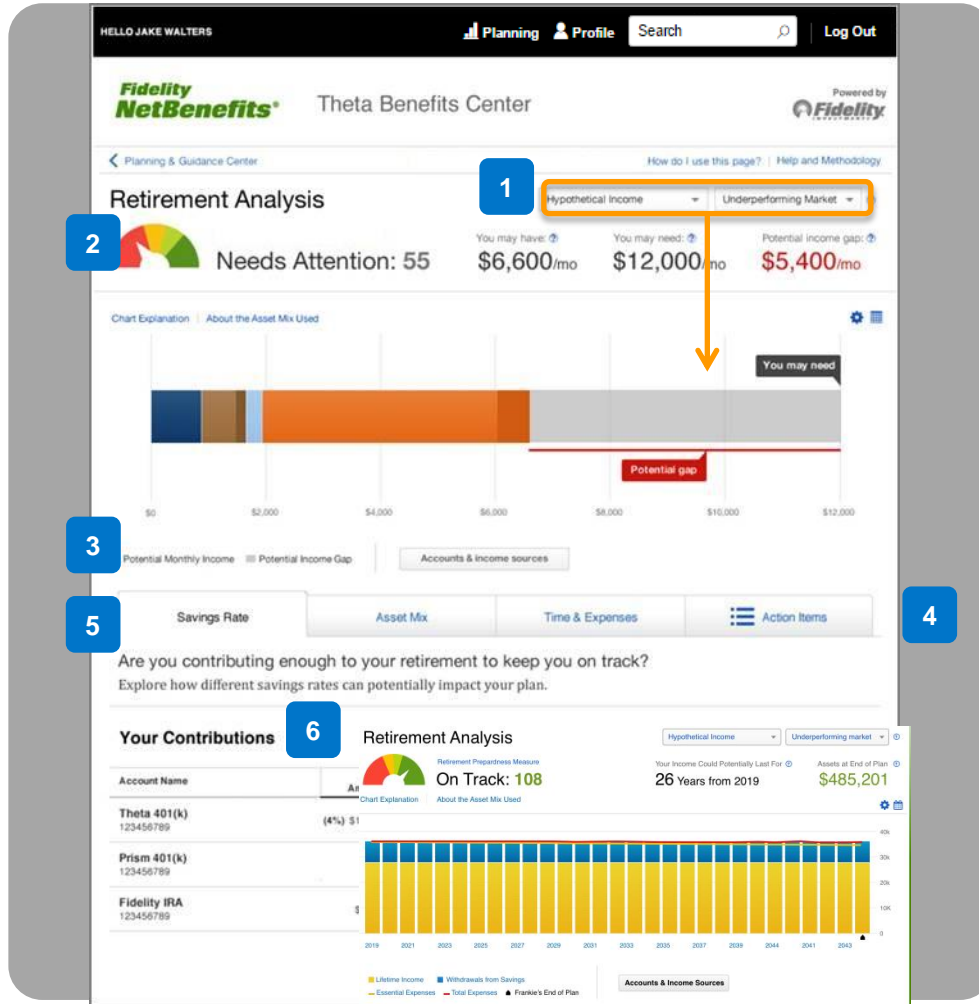 HELLO JAKE WALTERS
Planning Profile Search Log Out
Fidelity
NetBenefits®
Theta Benefits Center
Powered by
Fidelity
INVESTMENTS
Planning & Guidance Center
How do I use this page? | Help and Methodology
1
Retirement Analysis
Hypothetical Income Underperforming Market
2
Needs Attention: 55
You may have: You may need: Potential income gap:
$6,600/mo $12,000/mo $5,400/mo
Chart Explanation | About the Asset Mix Used
You may need
Potential gap
$0 $2,000 $4,000 $6,000 $8,000 $10,000 $12,000
3
Potential Monthly Income Potential Income Gap Accounts & income sources
5
Savings Rate Asset Mix Time & Expenses Action Items
4
Are you contributing enough to your retirement to keep you on track?
Explore how different savings rates can potentially impact your plan.
Your Contributions
6
Account Name
Theta 401(k)
123456789
(4%)
Prism 401(k)
123456789
Fidelity IRA
123456789
$
Retirement Analysis
Hypothetical Income Underperforming market
Retirement Prepardness Measure
On Track: 108
Your Income Could Potentially Last For Assets at End of Plan
26 Years from 2019 $485,201
Chart Explanation About the Asset Mix Used
40k
30k
20k
10K
0
2019 2021 2023 2025 2027 2029 2031 2033 2035 2037 2039 2044 2041 2043
Lifetime Income Withdrawals from Savings
Essential Expenses Total Expenses Frankie's End of Plan
Accounts & Income Sources